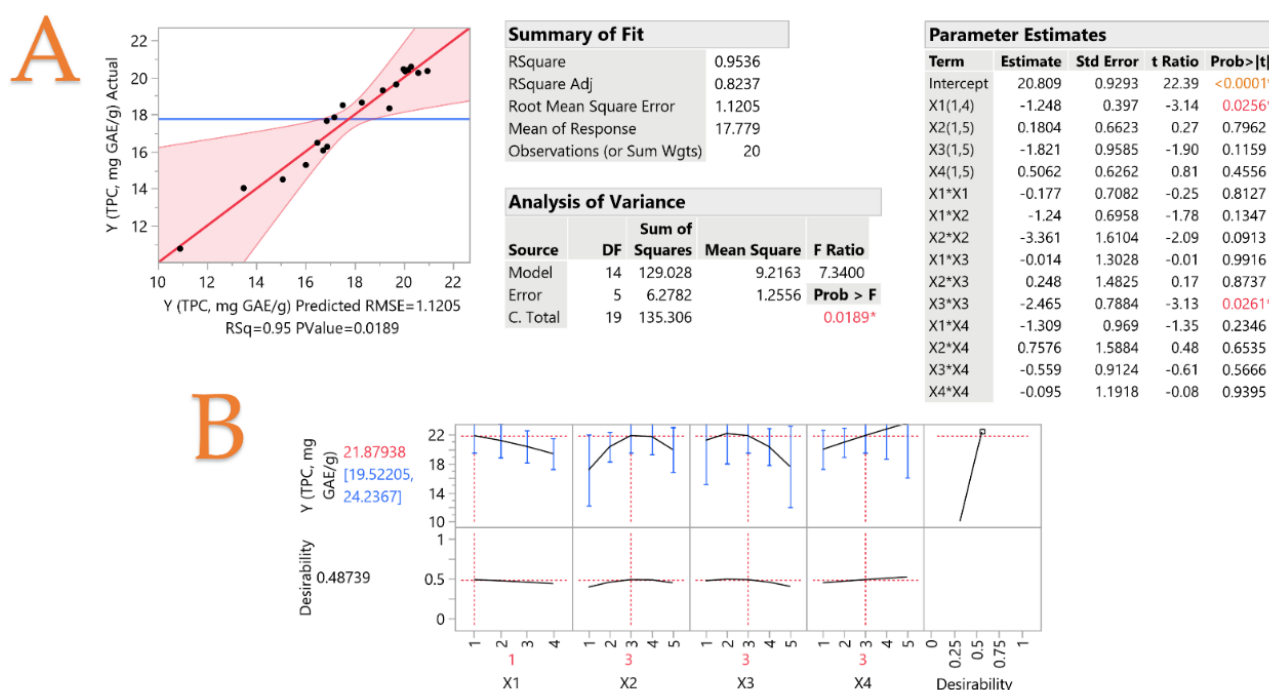 A
Y (TPC, mg GAE/g) Actual
22
20
18
16
14
12
10 12 14 16 18 20 22
Y (TPC, mg GAE/g) Predicted RMSE=1.1205
RSq=0.95 PValue=0.0189
Summary of Fit
RSquare 0.9536
RSquare Adj 0.8237
Root Mean Square Error 1.1205
Mean of Response 17.779
Observations (or Sum Wgts) 20
Analysis of Variance
Sum of
Source DF Squares Mean Square F Ratio
Model 14 129.028 9.2163 7.3400
Error 5 6.2782 1.2556 Prob > F
C. Total 19 135.306 0.0189*
Parameter Estimates
Term Estimate Std Error t Ratio Prob>|t|
Intercept 20.809 0.9293 22.39 <0.0001*
X1(1,4) -1.248 0.397 -3.14 0.0256*
X2(1,5) 0.1804 0.6623 0.27 0.7962
X3(1,5) -1.821 0.9585 -1.90 0.1159
X4(1,5) 0.5062 0.6262 0.81 0.4556
X1*X1 -0.177 0.7082 -0.25 0.8127
X1*X2 -1.24 0.6958 -1.78 0.1347
X2*X2 -3.361 1.6104 -2.09 0.0913
X1*X3 -0.014 1.3028 -0.01 0.9916
X2*X3 0.248 1.4825 0.17 0.8737
X3*X3 -2.465 0.7884 -3.13 0.0261*
X1*X4 -1.309 0.969 -1.35 0.2346
X2*X4 0.7576 1.5884 0.48 0.6535
X3*X4 -0.559 0.9124 -0.61 0.5666
X4*X4 -0.095 1.1918 -0.08 0.9395
B
Y (TPC, mg
GAE/g)
21.87938
[19.52205,
24.2367]
22
18
14
10
Desirability
0.48739
1
0.5
0
1 2 3 4 1 2 3 4 5 1 2 3 4 5 1 2 3 4 5 0 0.25 0.5 0.75 1
1 3 3 3
X1 X2 X3 X4 Desirability